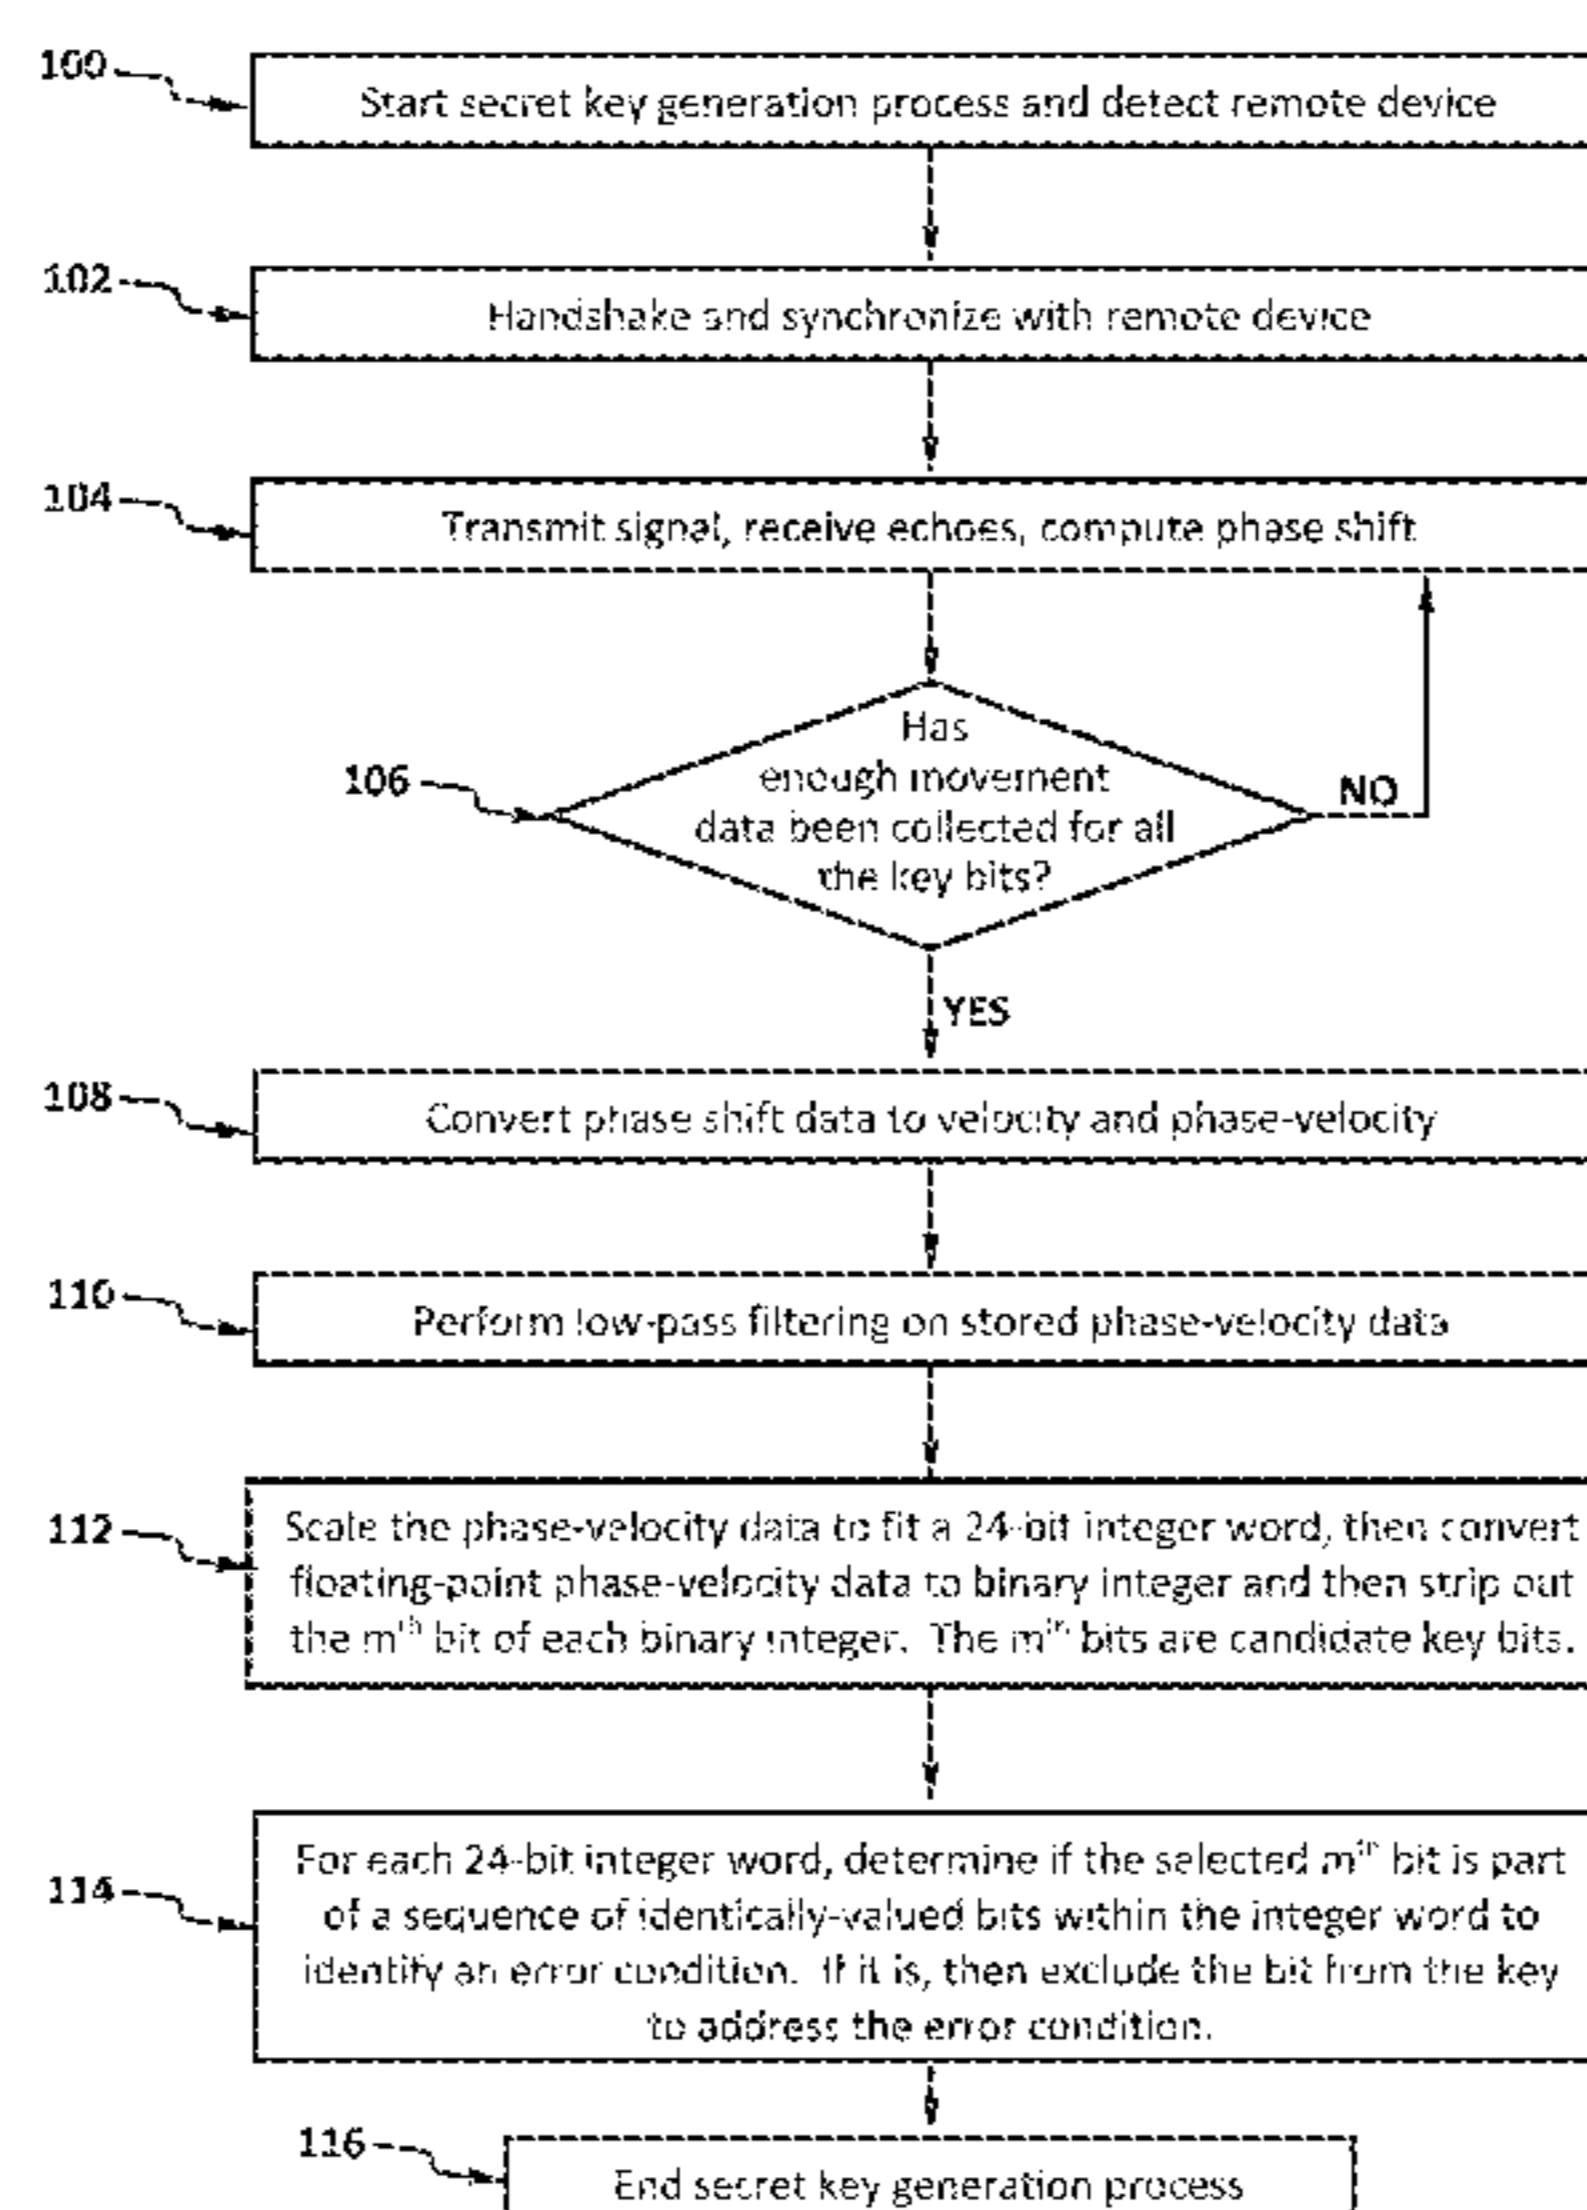 100
Start secret key generation process and detect remote device
102
Handshake and synchronize with remote device
104
Transmit signal, receive echoes, compute phase shift
106
Has
enough movement
data been collected for all
the key bits?
NO
YES
108
Convert phase shift data to velocity and phase-velocity
110
Perform low-pass filtering on stored phase-velocity data
112
Scale the phase-velocity data to fit a 24-bit integer word, then convert
floating-point phase-velocity data to binary integer and then strip out
the mᵗʰ bit of each binary integer. The mᵗʰ bits are candidate key bits.
114
For each 24-bit integer word, determine if the selected mᵗʰ bit is part
of a sequence of identically-valued bits within the integer word to
identify an error condition. If it is, then exclude the bit from the key
to address the error condition.
116
End secret key generation process